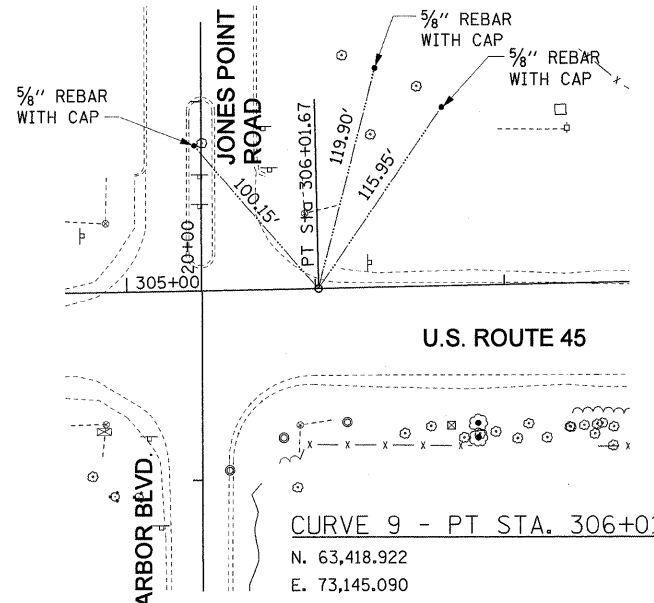 5/8" REBAR
WITH CAP
5/8" REBAR
WITH CAP
5/8" REBAR
WITH CAP
JONES POINT
ROAD
119.90'
115.95'
100.15'
PT Sta 306+01.67
20+00
305+00
U.S. ROUTE 45
ARBOR BLVD.
CURVE 9 - PT STA. 306+01
N. 63,418.922
E. 73,145.090